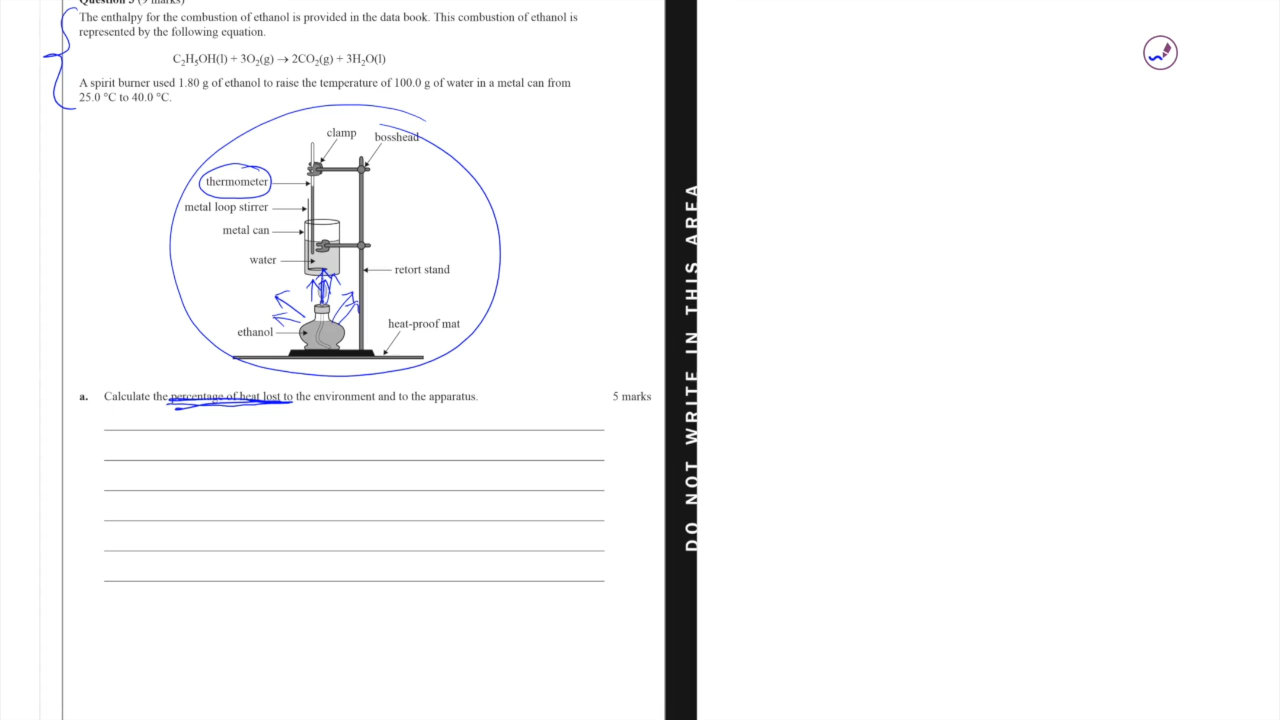 Question 3 (9 marks)
The enthalpy for the combustion of ethanol is provided in the data book. This combustion of ethanol is
represented by the following equation.
C₂H₅OH(l) + 3O₂(g) → 2CO₂(g) + 3H₂O(l)
A spirit burner used 1.80 g of ethanol to raise the temperature of 100.0 g of water in a metal can from
25.0 °C to 40.0 °C.
clamp
bosshead
thermometer
metal loop stirrer
metal can
water
retort stand
heat-proof mat
ethanol
a. Calculate the percentage of heat lost to the environment and to the apparatus. 5 marks
DO NOT WRITE IN THIS AREA